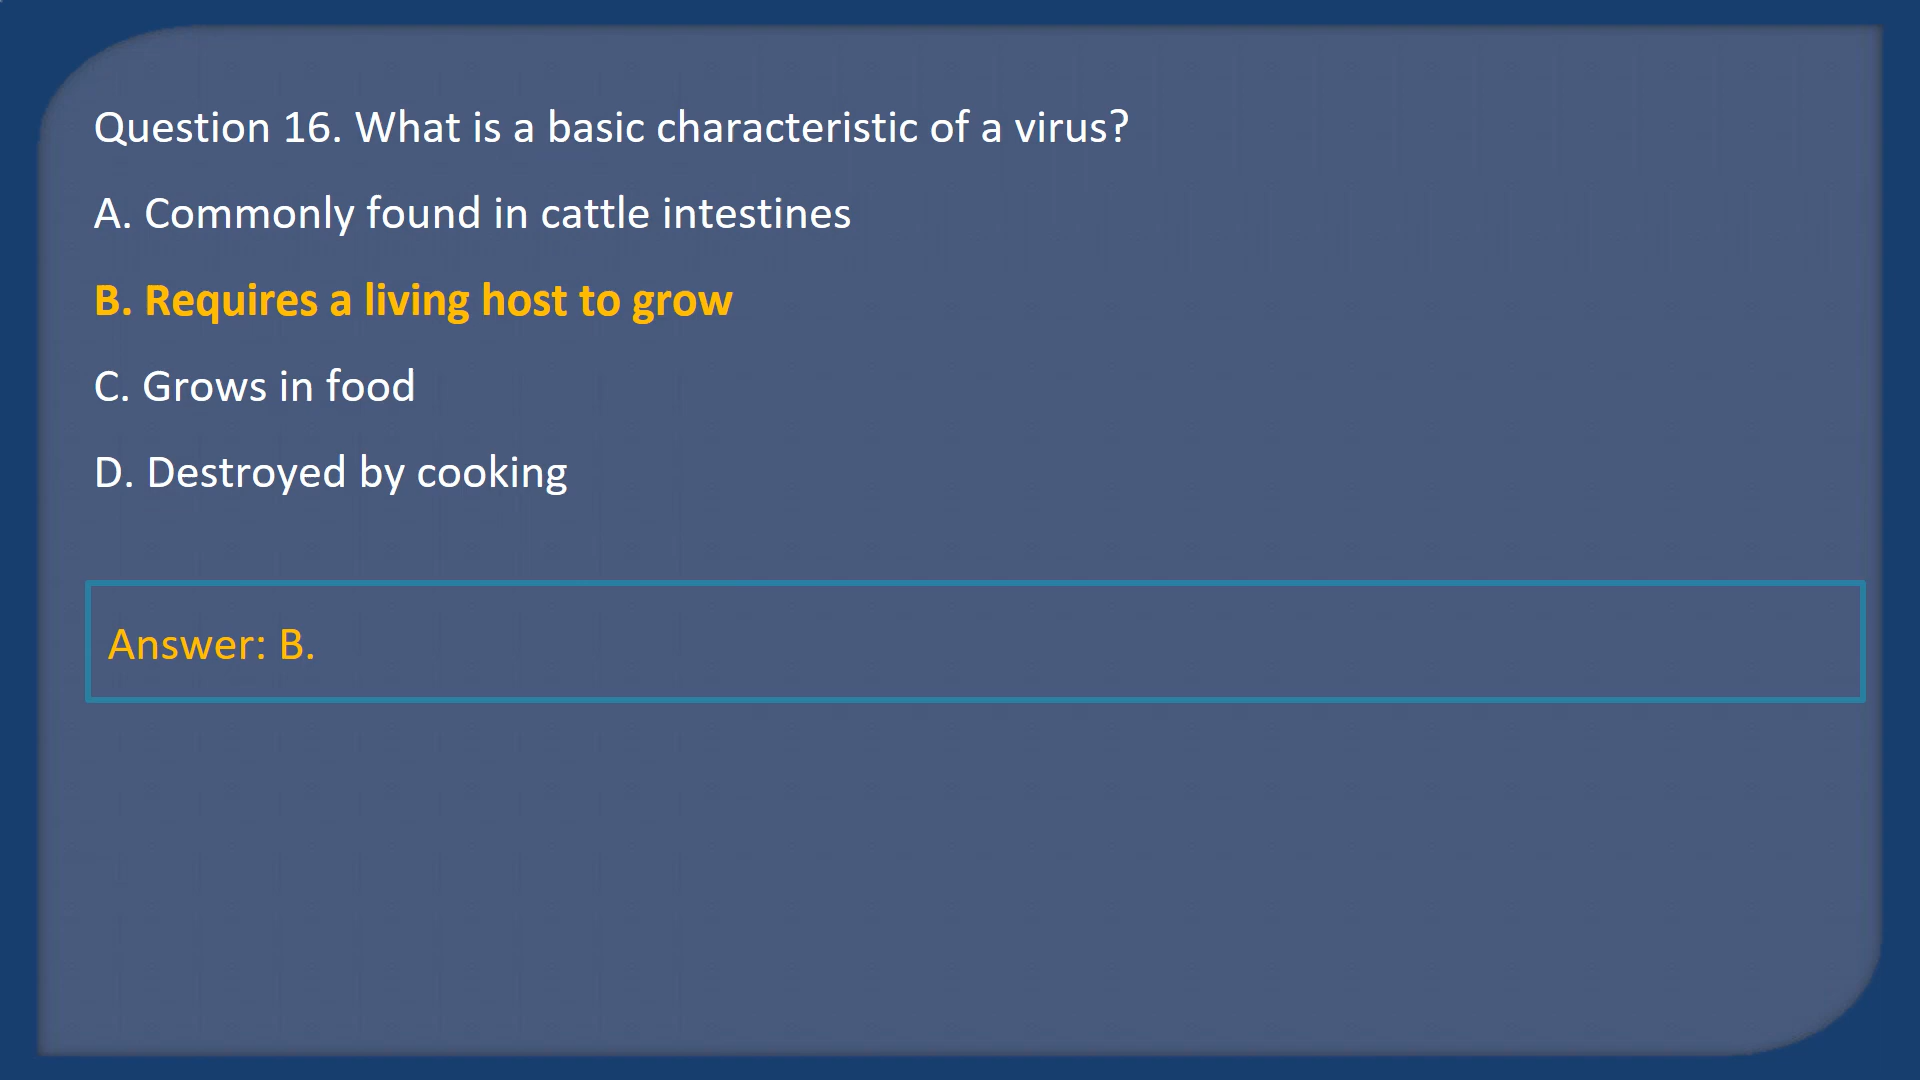 Question 16. What is a basic characteristic of a virus?
A. Commonly found in cattle intestines
B. Requires a living host to grow
C. Grows in food
D. Destroyed by cooking
Answer: B.